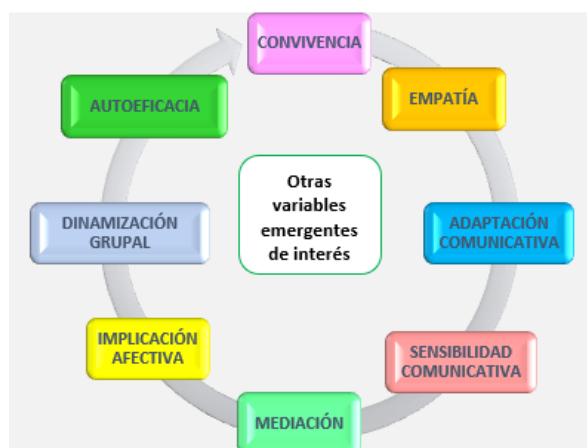 CONVIVENCIA
EMPATÍA
ADAPTACIÓN
COMUNICATIVA
SENSIBILIDAD
COMUNICATIVA
MEDIACIÓN
IMPLICACIÓN
AFECTIVA
DINAMIZACIÓN
GRUPAL
AUTOEFICACIA
Otras
variables
emergentes
de interés